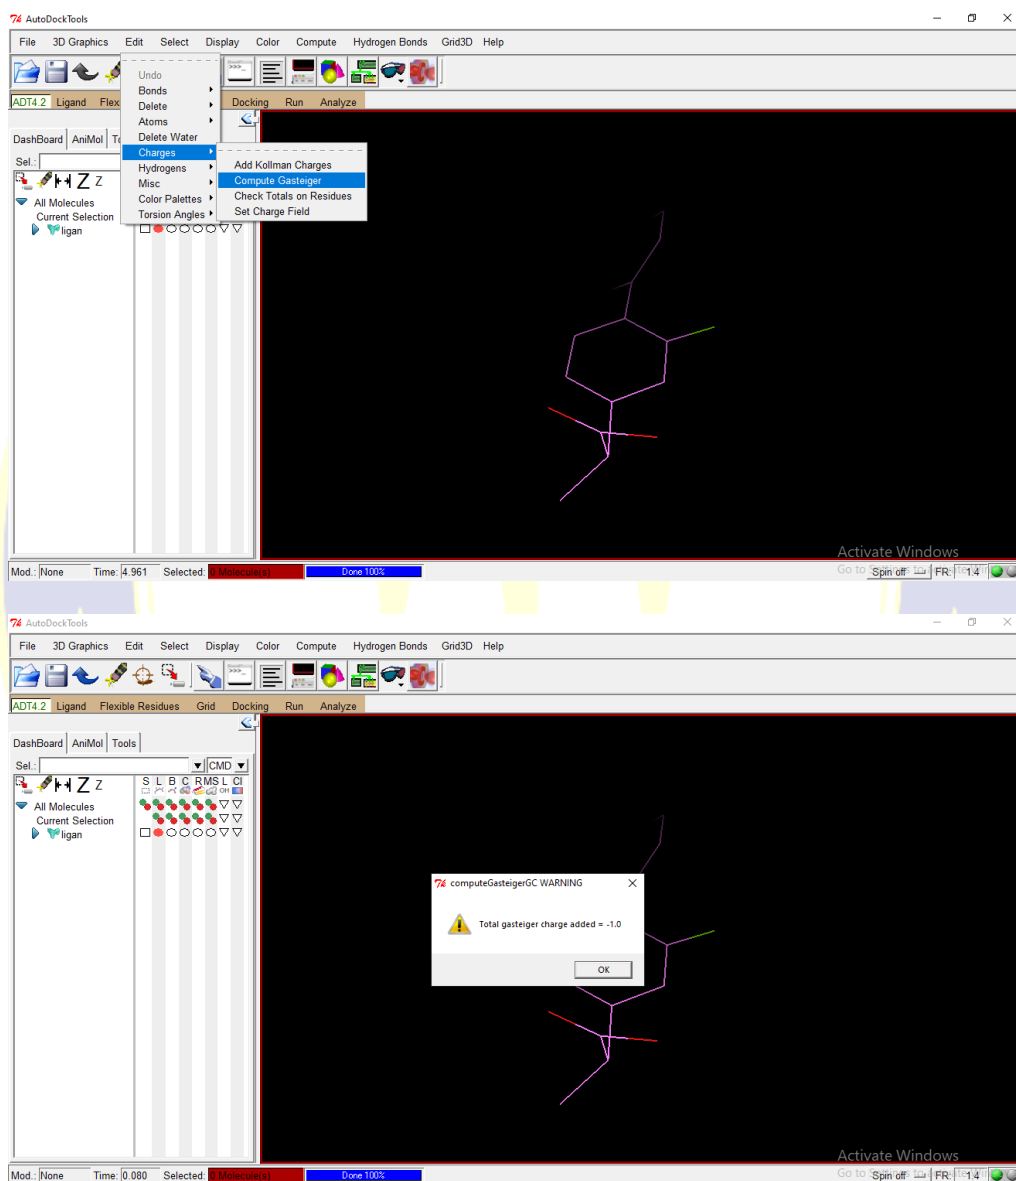 AutoDockTools
File 3D Graphics Edit Select Display Color Compute Hydrogen Bonds Grid3D Help
Undo
Bonds
Delete
Atoms
Delete Water
Charges
Hydrogens
Misc
Color Palettes
Torsion Angles
Add Kollman Charges
Compute Gasteiger
Check Totals on Residues
Set Charge Field
ADT4.2 Ligand Docking Run Analyze
DashBoard AniMol
Sel.:
Z Z
All Molecules
Current Selection
ligan
Activate Windows
Mod.: None Time: 4.961 Selected: 0 Molecule(s) Done 100% Spin off FR: 1.4
AutoDockTools
File 3D Graphics Edit Select Display Color Compute Hydrogen Bonds Grid3D Help
ADT4.2 Ligand Flexible Residues Grid Docking Run Analyze
DashBoard AniMol Tools
Sel.: CMD
Z Z S L B C R MS L Cl
All Molecules
Current Selection
ligan
computeGasteigerGC WARNING
Total gasteiger charge added = -1.0
OK
Activate Windows
Mod.: None Time: 0.080 Selected: 0 Molecule(s) Done 100% Spin off FR: 1.4